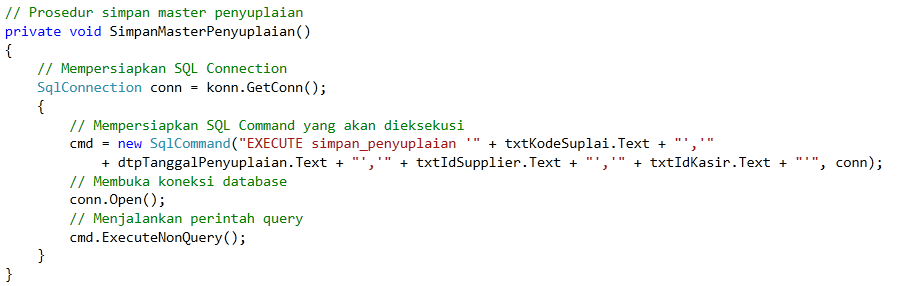 // Prosedur simpan master penyuplaian
private void SimpanMasterPenyuplaian()
{
    // Mempersiapkan SQL Connection
    SqlConnection conn = konn.GetConn();
    {
        // Mempersiapkan SQL Command yang akan dieksekusi
        cmd = new SqlCommand("EXECUTE simpan_penyuplaian '" + txtKodeSuplai.Text + "','"
            + dtpTanggalPenyuplaian.Text + "','" + txtIdSupplier.Text + "','" + txtIdKasir.Text + "'", conn);
        // Membuka koneksi database
        conn.Open();
        // Menjalankan perintah query
        cmd.ExecuteNonQuery();
    }
}